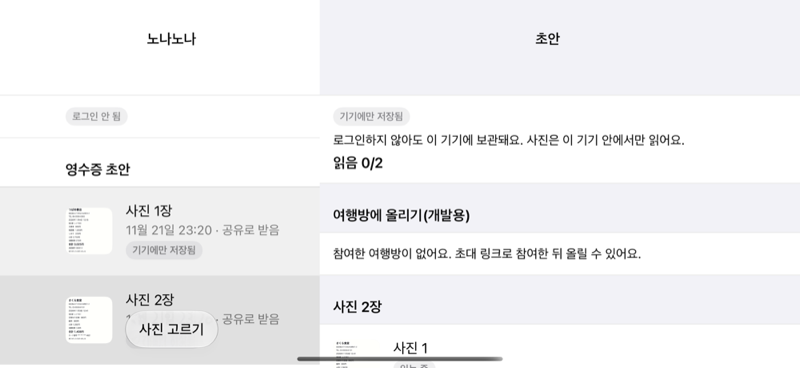 노나노나
로그인 안 됨
영수증 초안
사진 1장
11월 21일 23:20 · 공유로 받음
기기에만 저장됨
사진 2장
공유로 받음
사진 고르기
초안
기기에만 저장됨
로그인하지 않아도 이 기기에 보관돼요. 사진은 이 기기 안에서만 읽어요.
읽음 0/2
여행방에 올리기(개발용)
참여한 여행방이 없어요. 초대 링크로 참여한 뒤 올릴 수 있어요.
사진 2장
사진 1